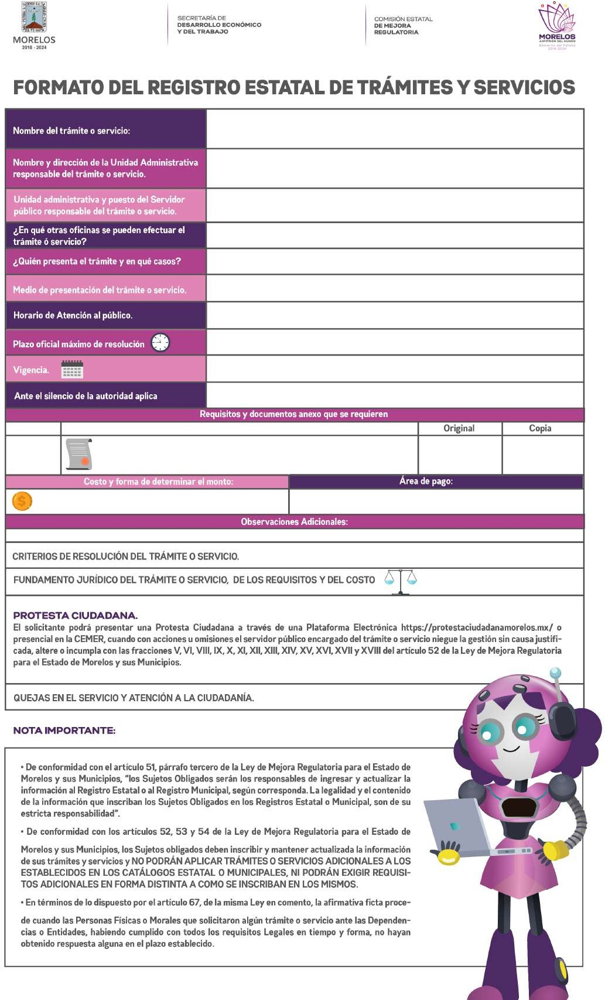 MORELOS
2018 - 2024
SECRETARÍA DE
DESARROLLO ECONÓMICO
Y DEL TRABAJO
COMISIÓN ESTATAL
DE MEJORA
REGULATORIA
MORELOS
ANFITRIÓN DEL MUNDO
Gobierno del Estado
2018-2024
FORMATO DEL REGISTRO ESTATAL DE TRÁMITES Y SERVICIOS
Nombre del trámite o servicio:
Nombre y dirección de la Unidad Administrativa
responsable del trámite o servicio.
Unidad administrativa y puesto del Servidor
público responsable del trámite o servicio.
¿En qué otras oficinas se pueden efectuar el
trámite ó servicio?
¿Quién presenta el trámite y en qué casos?
Medio de presentación del trámite o servicio.
Horario de Atención al público.
Plazo oficial máximo de resolución
Vigencia.
Ante el silencio de la autoridad aplica
Requisitos y documentos anexo que se requieren
Original Copia
Costo y forma de determinar el monto: Área de pago:
$
Observaciones Adicionales:
CRITERIOS DE RESOLUCIÓN DEL TRÁMITE O SERVICIO.
FUNDAMENTO JURÍDICO DEL TRÁMITE O SERVICIO, DE LOS REQUISITOS Y DEL COSTO
PROTESTA CIUDADANA.
El solicitante podrá presentar una Protesta Ciudadana a través de una Plataforma Electrónica https://protestaciudadanamorelos.mx/ o
presencial en la CEMER, cuando con acciones u omisiones el servidor público encargado del trámite o servicio niegue la gestión sin causa justifi-
cada, altere o incumpla con las fracciones V, VI, VIII, IX, X, XI, XII, XIII, XIV, XV, XVI, XVII y XVIII del artículo 52 de la Ley de Mejora Regulatoria
para el Estado de Morelos y sus Municipios.
QUEJAS EN EL SERVICIO Y ATENCIÓN A LA CIUDADANÍA.
NOTA IMPORTANTE:
• De conformidad con el artículo 51, párrafo tercero de la Ley de Mejora Regulatoria para el Estado de
Morelos y sus Municipios, "los Sujetos Obligados serán los responsables de ingresar y actualizar la
información al Registro Estatal o al Registro Municipal, según corresponda. La legalidad y el contenido
de la información que inscriban los Sujetos Obligados en los Registros Estatal o Municipal, son de su
estricta responsabilidad".
• De conformidad con los artículos 52, 53 y 54 de la Ley de Mejora Regulatoria para el Estado de
Morelos y sus Municipios, los Sujetos obligados deben inscribir y mantener actualizada la información
de sus trámites y servicios y NO PODRÁN APLICAR TRÁMITES O SERVICIOS ADICIONALES A LOS
ESTABLECIDOS EN LOS CATÁLOGOS ESTATAL O MUNICIPALES, NI PODRÁN EXIGIR REQUISI-
TOS ADICIONALES EN FORMA DISTINTA A COMO SE INSCRIBAN EN LOS MISMOS.
• En términos de lo dispuesto por el artículo 67, de la misma Ley en comento, la afirmativa ficta proce-
de cuando las Personas Físicas o Morales que solicitaron algún trámite o servicio ante las Dependen-
cias o Entidades, habiendo cumplido con todos los requisitos Legales en tiempo y forma, no hayan
obtenido respuesta alguna en el plazo establecido.